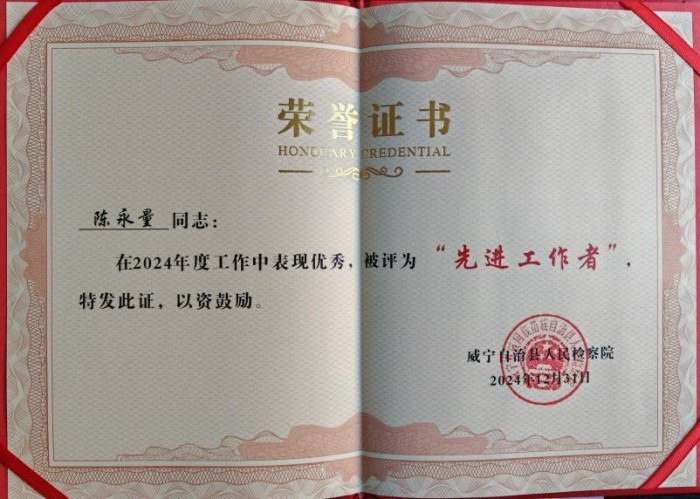 荣誉证书
HONORARY CREDENTIAL
陈永量 同志：
在2024年度工作中表现优秀，被评为“先进工作者”，
特发此证，以资鼓励。
威宁自治县人民检察院
2024年12月31日